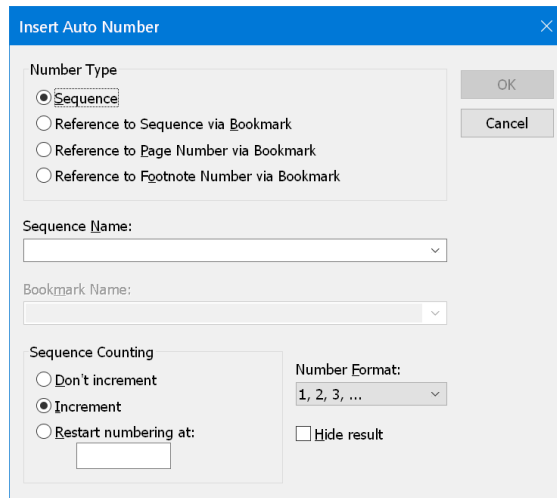 Insert Auto Number
Number Type
Sequence
Reference to Sequence via Bookmark
Reference to Page Number via Bookmark
Reference to Footnote Number via Bookmark
OK
Cancel
Sequence Name:
Bookmark Name:
Sequence Counting
Don't increment
Increment
Restart numbering at:
Number Format:
1, 2, 3, ...
Hide result